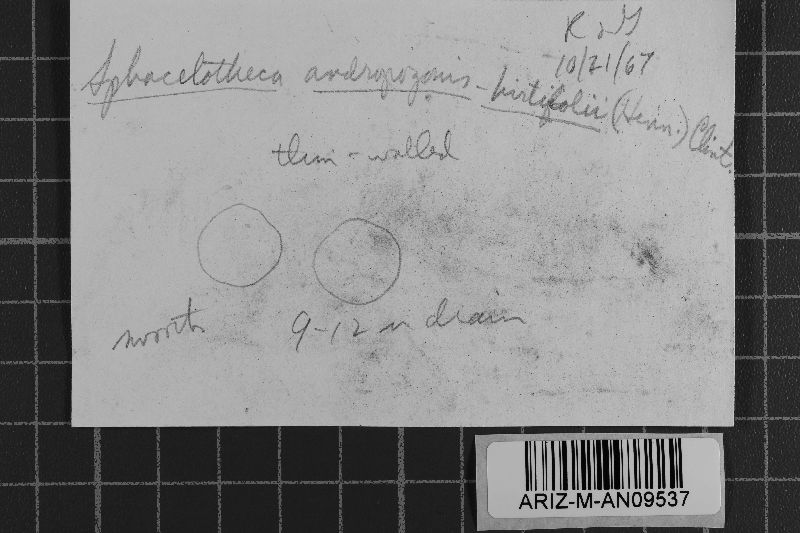 R & G
10/21/67
Sphacelotheca andropogonis-hirtifolii (Henn.) Clint.
thin-walled
smooth
9-12 u diam
ARIZ-M-AN09537